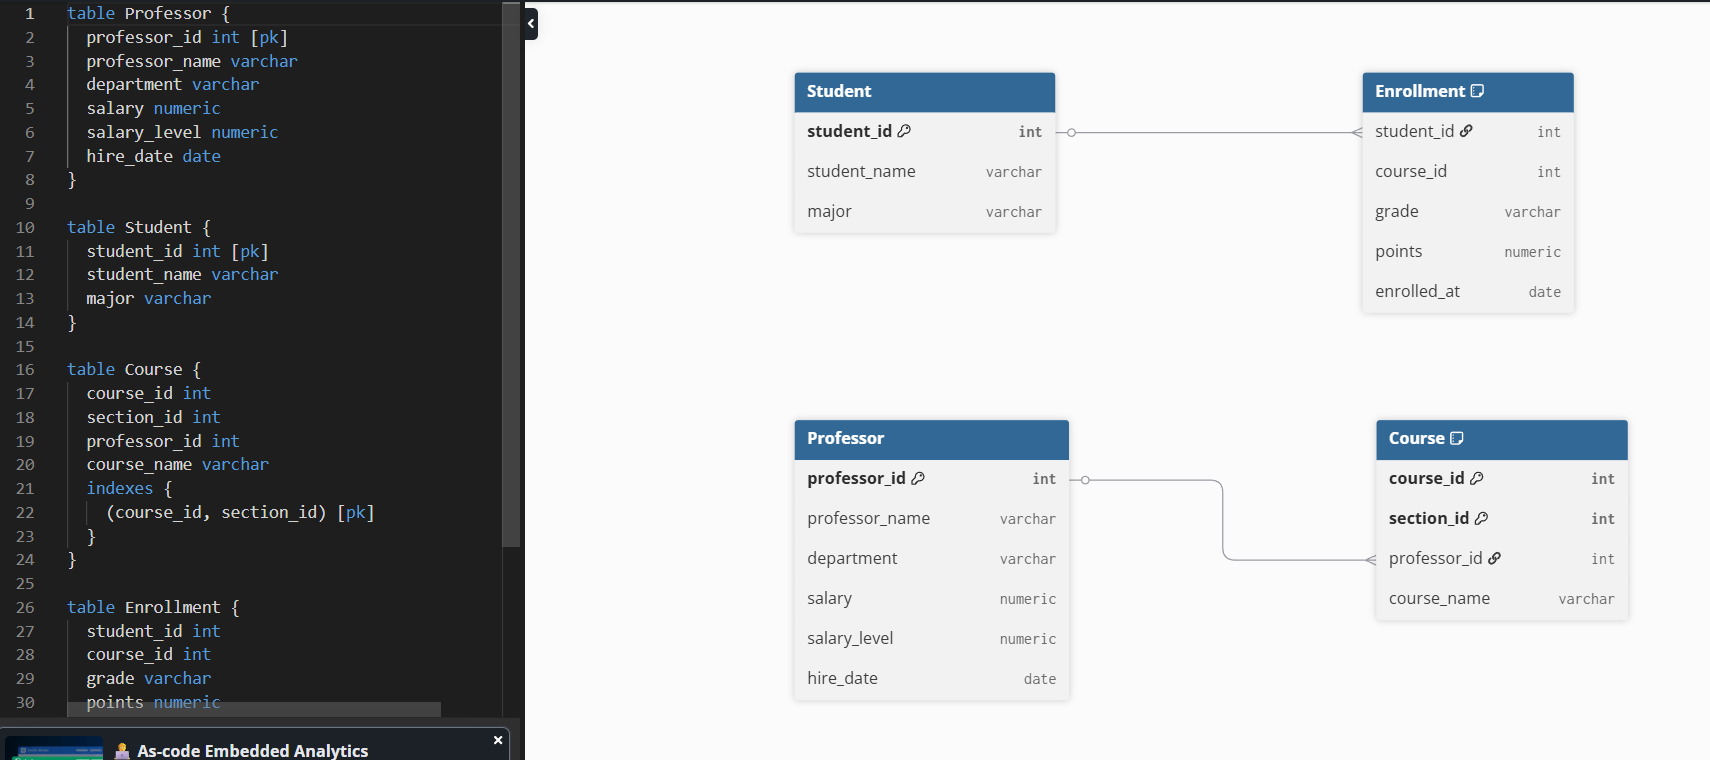 1 table Professor {
2 professor_id int [pk]
3 professor_name varchar
4 department varchar
5 salary numeric
6 salary_level numeric
7 hire_date date
8 }
9
10 table Student {
11 student_id int [pk]
12 student_name varchar
13 major varchar
14 }
15
16 table Course {
17 course_id int
18 section_id int
19 professor_id int
20 course_name varchar
21 indexes {
22 (course_id, section_id) [pk]
23 }
24 }
25
26 table Enrollment {
27 student_id int
28 course_id int
29 grade varchar
30 points numeric
As-code Embedded Analytics
Student
student_id int
student_name varchar
major varchar
Enrollment
student_id int
course_id int
grade varchar
points numeric
enrolled_at date
Professor
professor_id int
professor_name varchar
department varchar
salary numeric
salary_level numeric
hire_date date
Course
course_id int
section_id int
professor_id int
course_name varchar